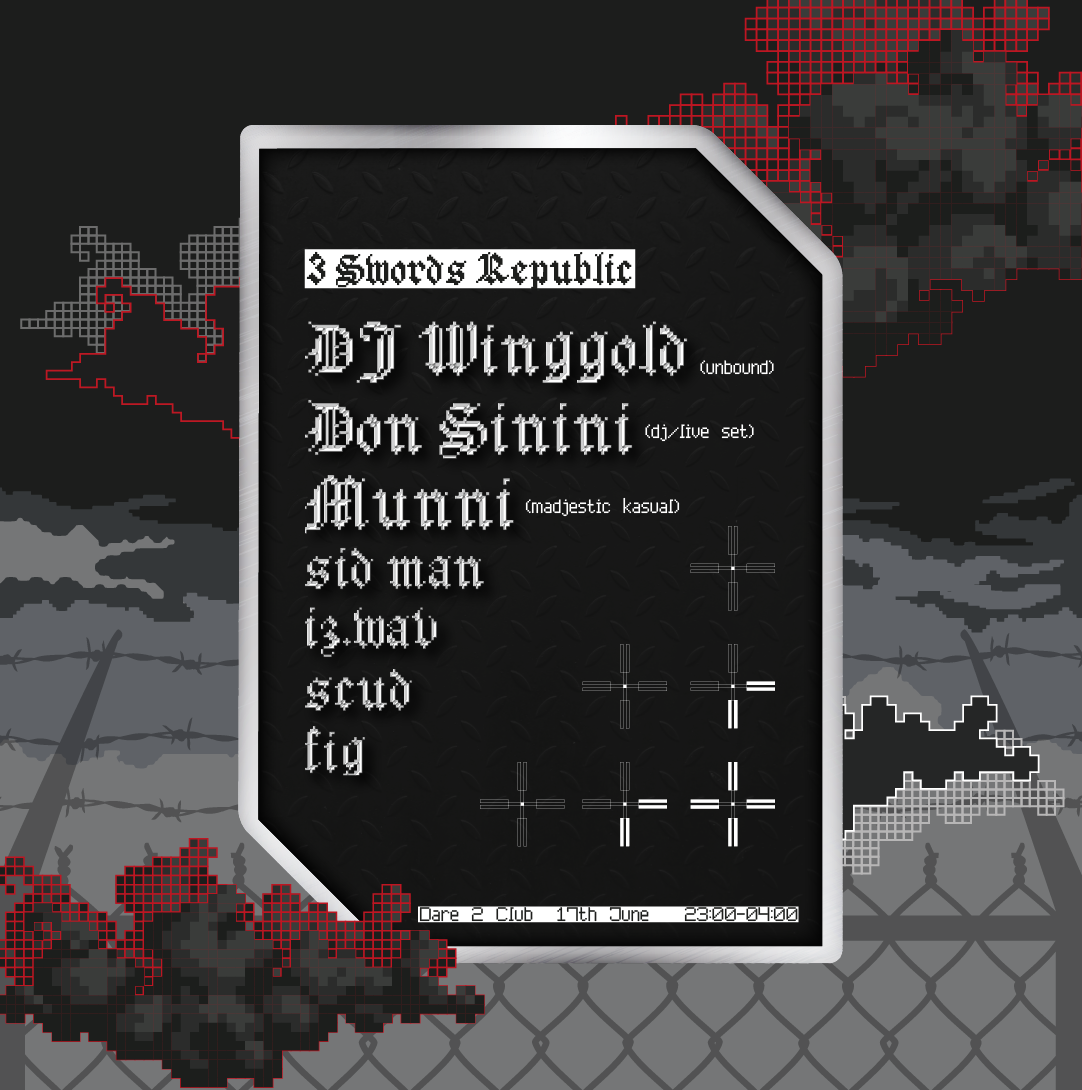 3 Swords Republic
DJ Winggold (unbound)
Don Sinini (dj/live set)
Munni (madjestic kasual)
sid man
iz.wav
scud
fig
Dare 2 Club 17th June 23:00-04:00